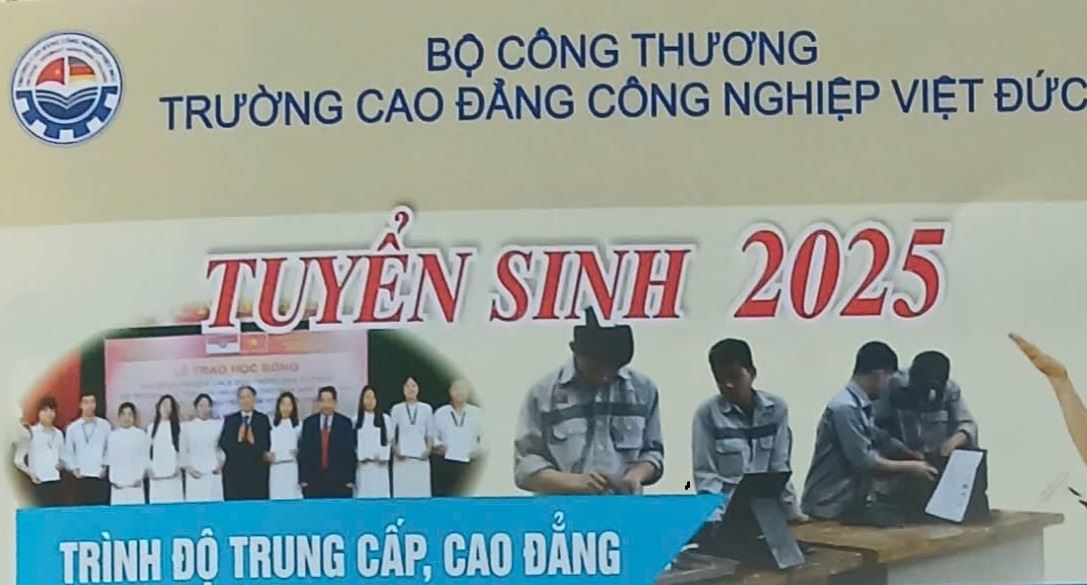 BỘ CÔNG THƯƠNG
TRƯỜNG CAO ĐẲNG CÔNG NGHIỆP VIỆT ĐỨC
TUYỂN SINH 2025
LỄ TRAO HỌC BỔNG
TRÌNH ĐỘ TRUNG CẤP, CAO ĐẲNG